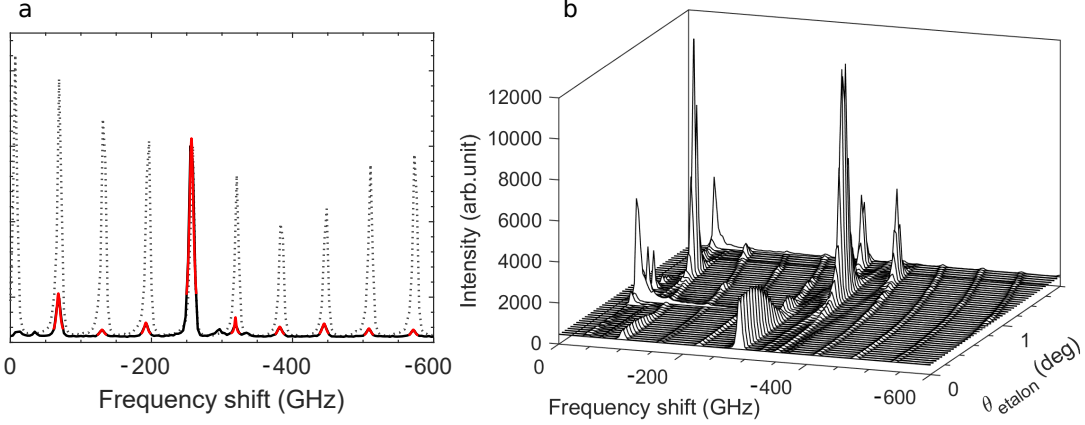 a
0
-200
-400
-600
Frequency shift (GHz)
b
12000
10000
8000
6000
4000
2000
0
Intensity (arb.unit)
0
-200
-400
-600
Frequency shift (GHz)
0
1
θ etalon (deg)